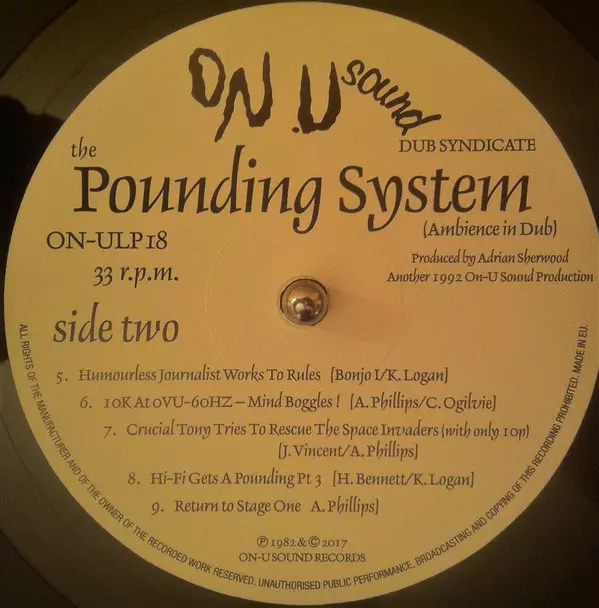 ON.U sound
DUB SYNDICATE
the
Pounding System
(Ambience in Dub)
ON-ULP18
33 r.p.m.
Produced by Adrian Sherwood
Another 1992 On-U Sound Production
side two
5. Humourless Journalist Works To Rules [Bonjo I/K. Logan]
6. 10K At 0VU-60HZ – Mind Boggles! [A. Phillips/C. Ogilvie]
7. Crucial Tony Tries To Rescue The Space Invaders (with only 10p)
[J. Vincent/A. Phillips]
8. Hi-Fi Gets A Pounding Pt 3 [H. Bennett/K. Logan]
9. Return to Stage One A. Phillips]
℗ 1982 & © 2017
ON-U SOUND RECORDS
ALL RIGHTS OF THE MANUFACTURER AND OF THE OWNER OF THE RECORDED WORK RESERVED. UNAUTHORISED PUBLIC PERFORMANCE, BROADCASTING AND COPYING OF THIS RECORDING PROHIBITED. MADE IN EU.